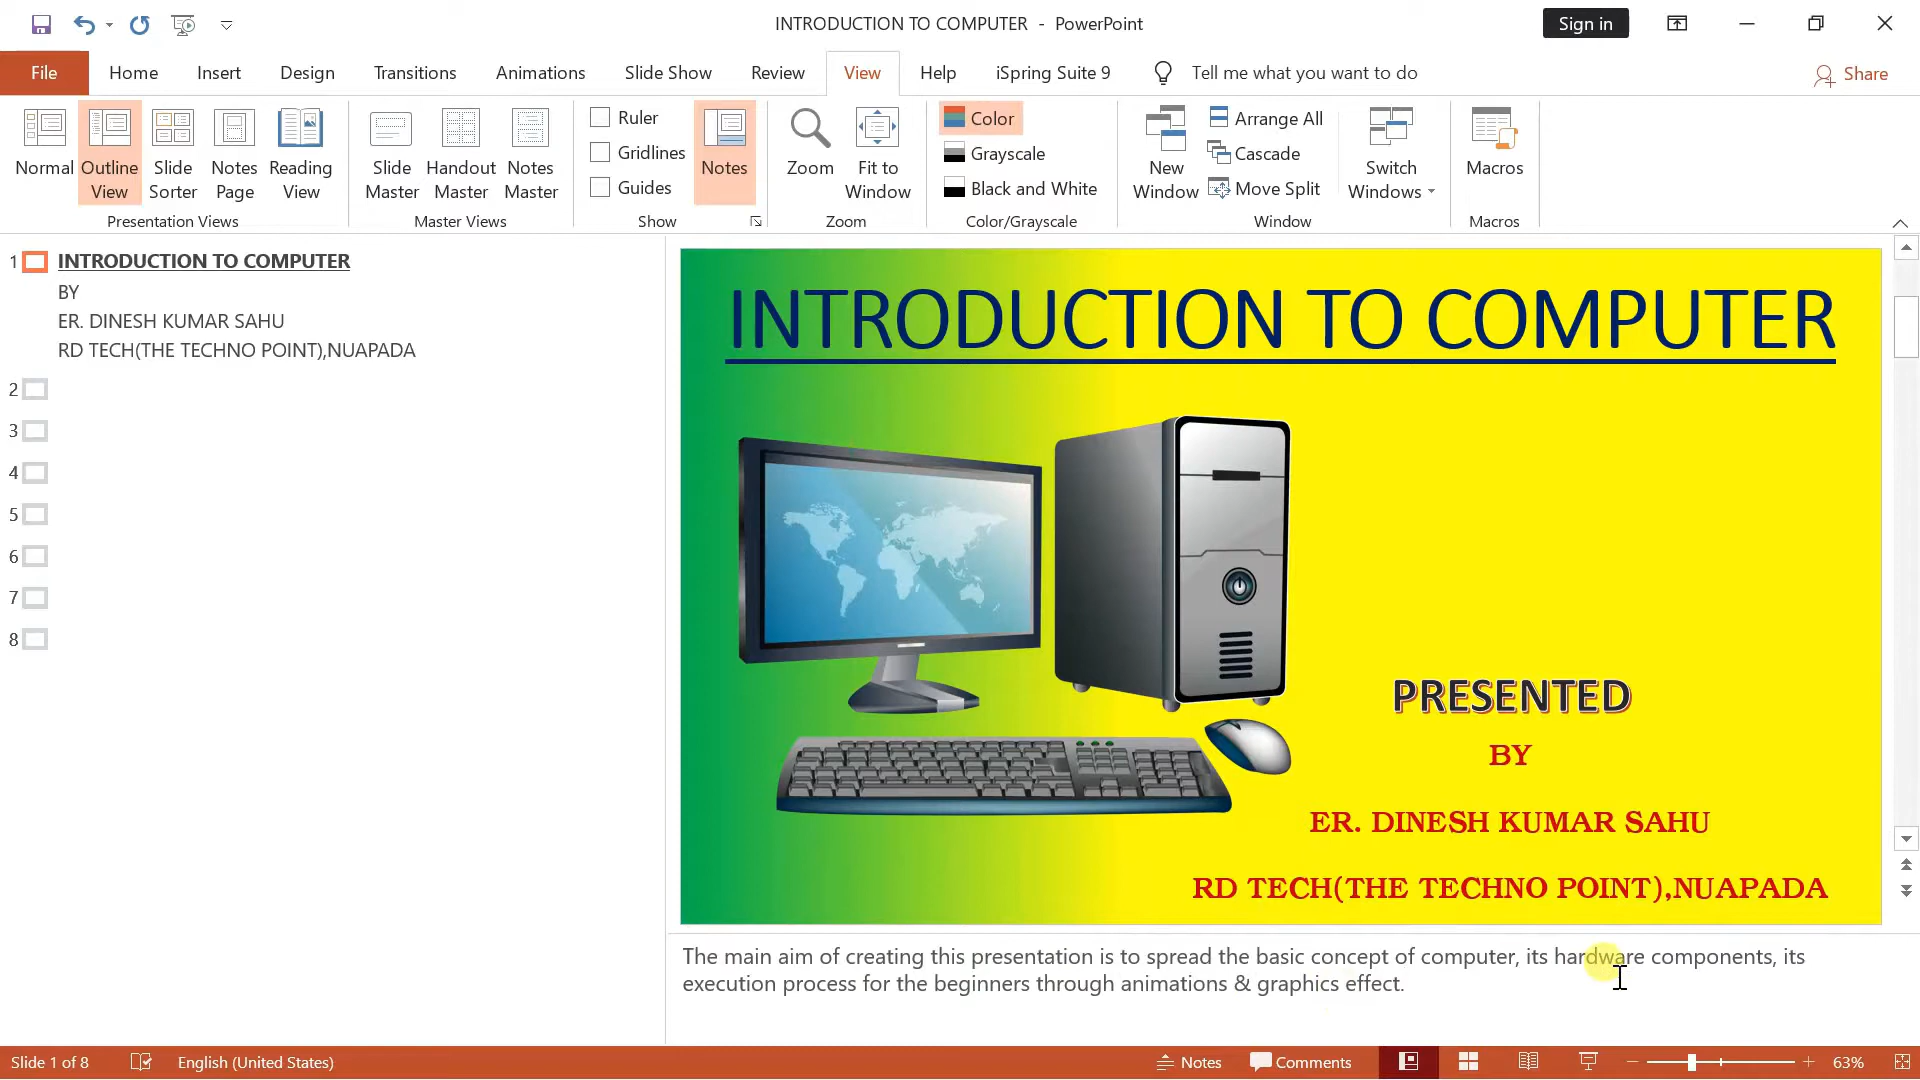 INTRODUCTION TO COMPUTER - PowerPoint
Sign in
File Home Insert Design Transitions Animations Slide Show Review View Help iSpring Suite 9 Tell me what you want to do Share
Normal
Outline View
Slide Sorter
Notes Page
Reading View
Presentation Views
Slide Master
Handout Master
Notes Master
Master Views
Ruler
Gridlines
Guides
Notes
Show
Zoom
Fit to Window
Zoom
Color
Grayscale
Black and White
Color/Grayscale
New Window
Arrange All
Cascade
Move Split
Switch Windows
Window
Macros
Macros
1 INTRODUCTION TO COMPUTER
BY
ER. DINESH KUMAR SAHU
RD TECH(THE TECHNO POINT),NUAPADA
2
3
4
5
6
7
8
INTRODUCTION TO COMPUTER
PRESENTED
BY
ER. DINESH KUMAR SAHU
RD TECH(THE TECHNO POINT),NUAPADA
The main aim of creating this presentation is to spread the basic concept of computer, its hardware components, its
execution process for the beginners through animations & graphics effect.
Slide 1 of 8 English (United States) Notes Comments 63%